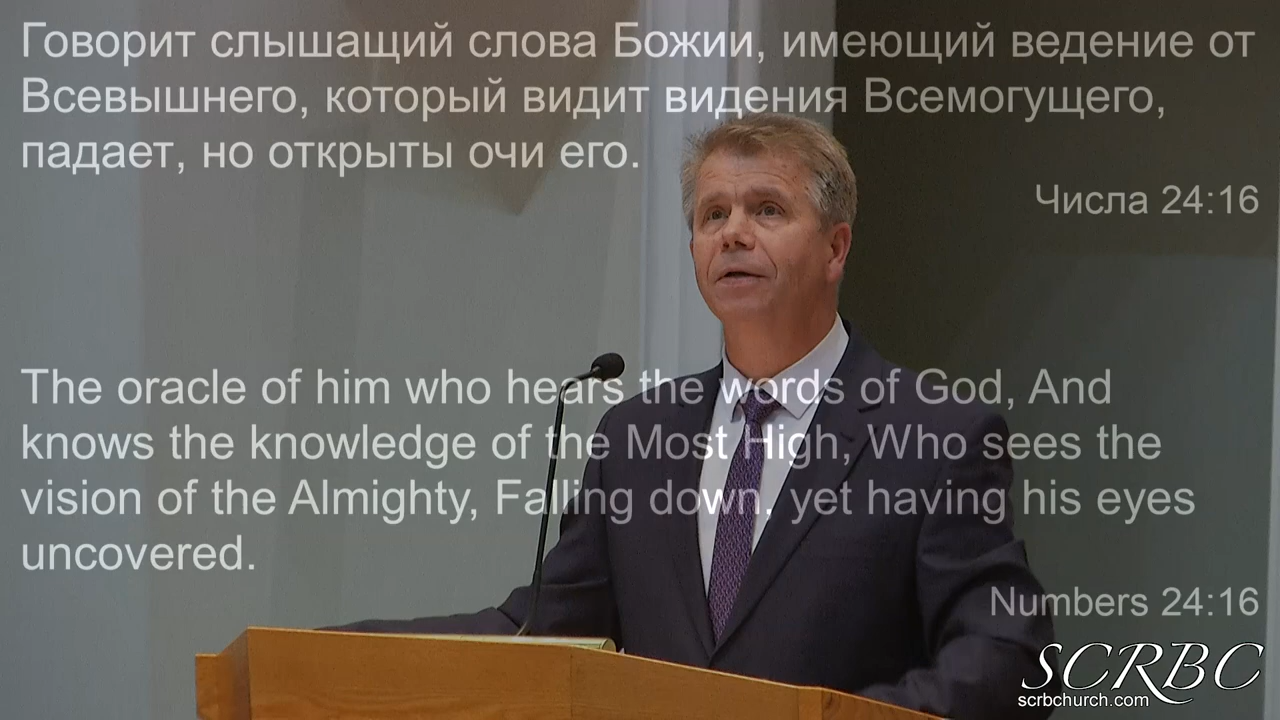 Говорит слышащий слова Божии, имеющий ведение от
Всевышнего, который видит видения Всемогущего,
падает, но открыты очи его.
Числа 24:16
The oracle of him who hears the words of God, And
knows the knowledge of the Most High, Who sees the
vision of the Almighty, Falling down, yet having his eyes
uncovered.
Numbers 24:16
SCRBC
scrbchurch.com